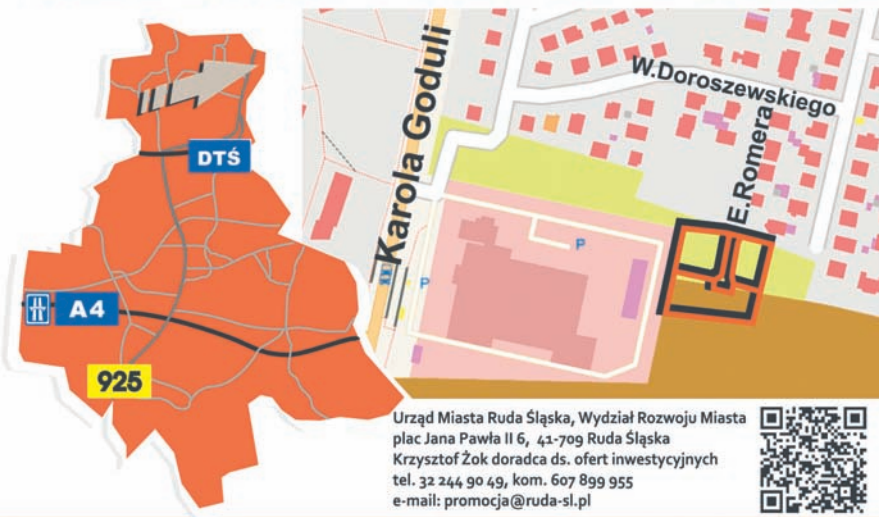 DTŚ
A4
925
Karola Goduli
W.Doroszewskiego
E.Romera
P
P
Urząd Miasta Ruda Śląska, Wydział Rozwoju Miasta
plac Jana Pawła II 6, 41-709 Ruda Śląska
Krzysztof Żok doradca ds. ofert inwestycyjnych
tel. 32 244 90 49, kom. 607 899 955
e-mail: promocja@ruda-sl.pl